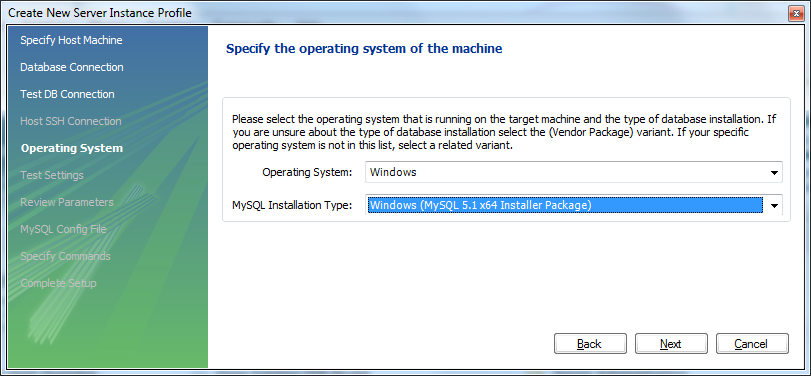 Create New Server Instance Profile
Specify Host Machine
Database Connection
Test DB Connection
Host SSH Connection
Operating System
Test Settings
Review Parameters
MySQL Config File
Specify Commands
Complete Setup
Specify the operating system of the machine
Please select the operating system that is running on the target machine and the type of database installation. If
you are unsure about the type of database installation select the (Vendor Package) variant. If your specific
operating system is not in this list, select a related variant.
Operating System: Windows
MySQL Installation Type: Windows (MySQL 5.1 x64 Installer Package)
Back Next Cancel